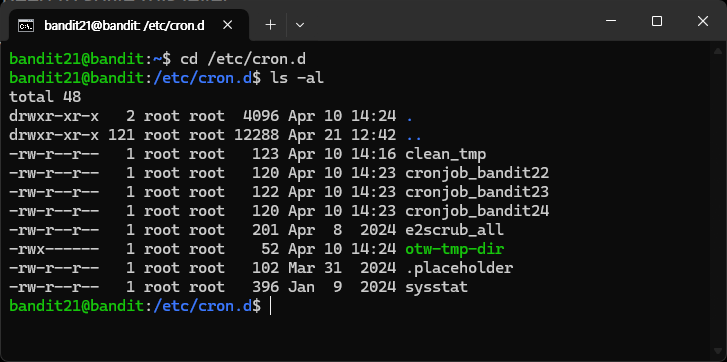 bandit21@bandit: /etc/cron.d
bandit21@bandit:~$ cd /etc/cron.d
bandit21@bandit:/etc/cron.d$ ls -al
total 48
drwxr-xr-x   2 root root  4096 Apr 10 14:24 .
drwxr-xr-x 121 root root 12288 Apr 21 12:42 ..
-rw-r--r--   1 root root   123 Apr 10 14:16 clean_tmp
-rw-r--r--   1 root root   120 Apr 10 14:23 cronjob_bandit22
-rw-r--r--   1 root root   122 Apr 10 14:23 cronjob_bandit23
-rw-r--r--   1 root root   120 Apr 10 14:23 cronjob_bandit24
-rw-r--r--   1 root root   201 Apr  8  2024 e2scrub_all
-rwx------   1 root root    52 Apr 10 14:24 otw-tmp-dir
-rw-r--r--   1 root root   102 Mar 31  2024 .placeholder
-rw-r--r--   1 root root   396 Jan  9  2024 sysstat
bandit21@bandit:/etc/cron.d$